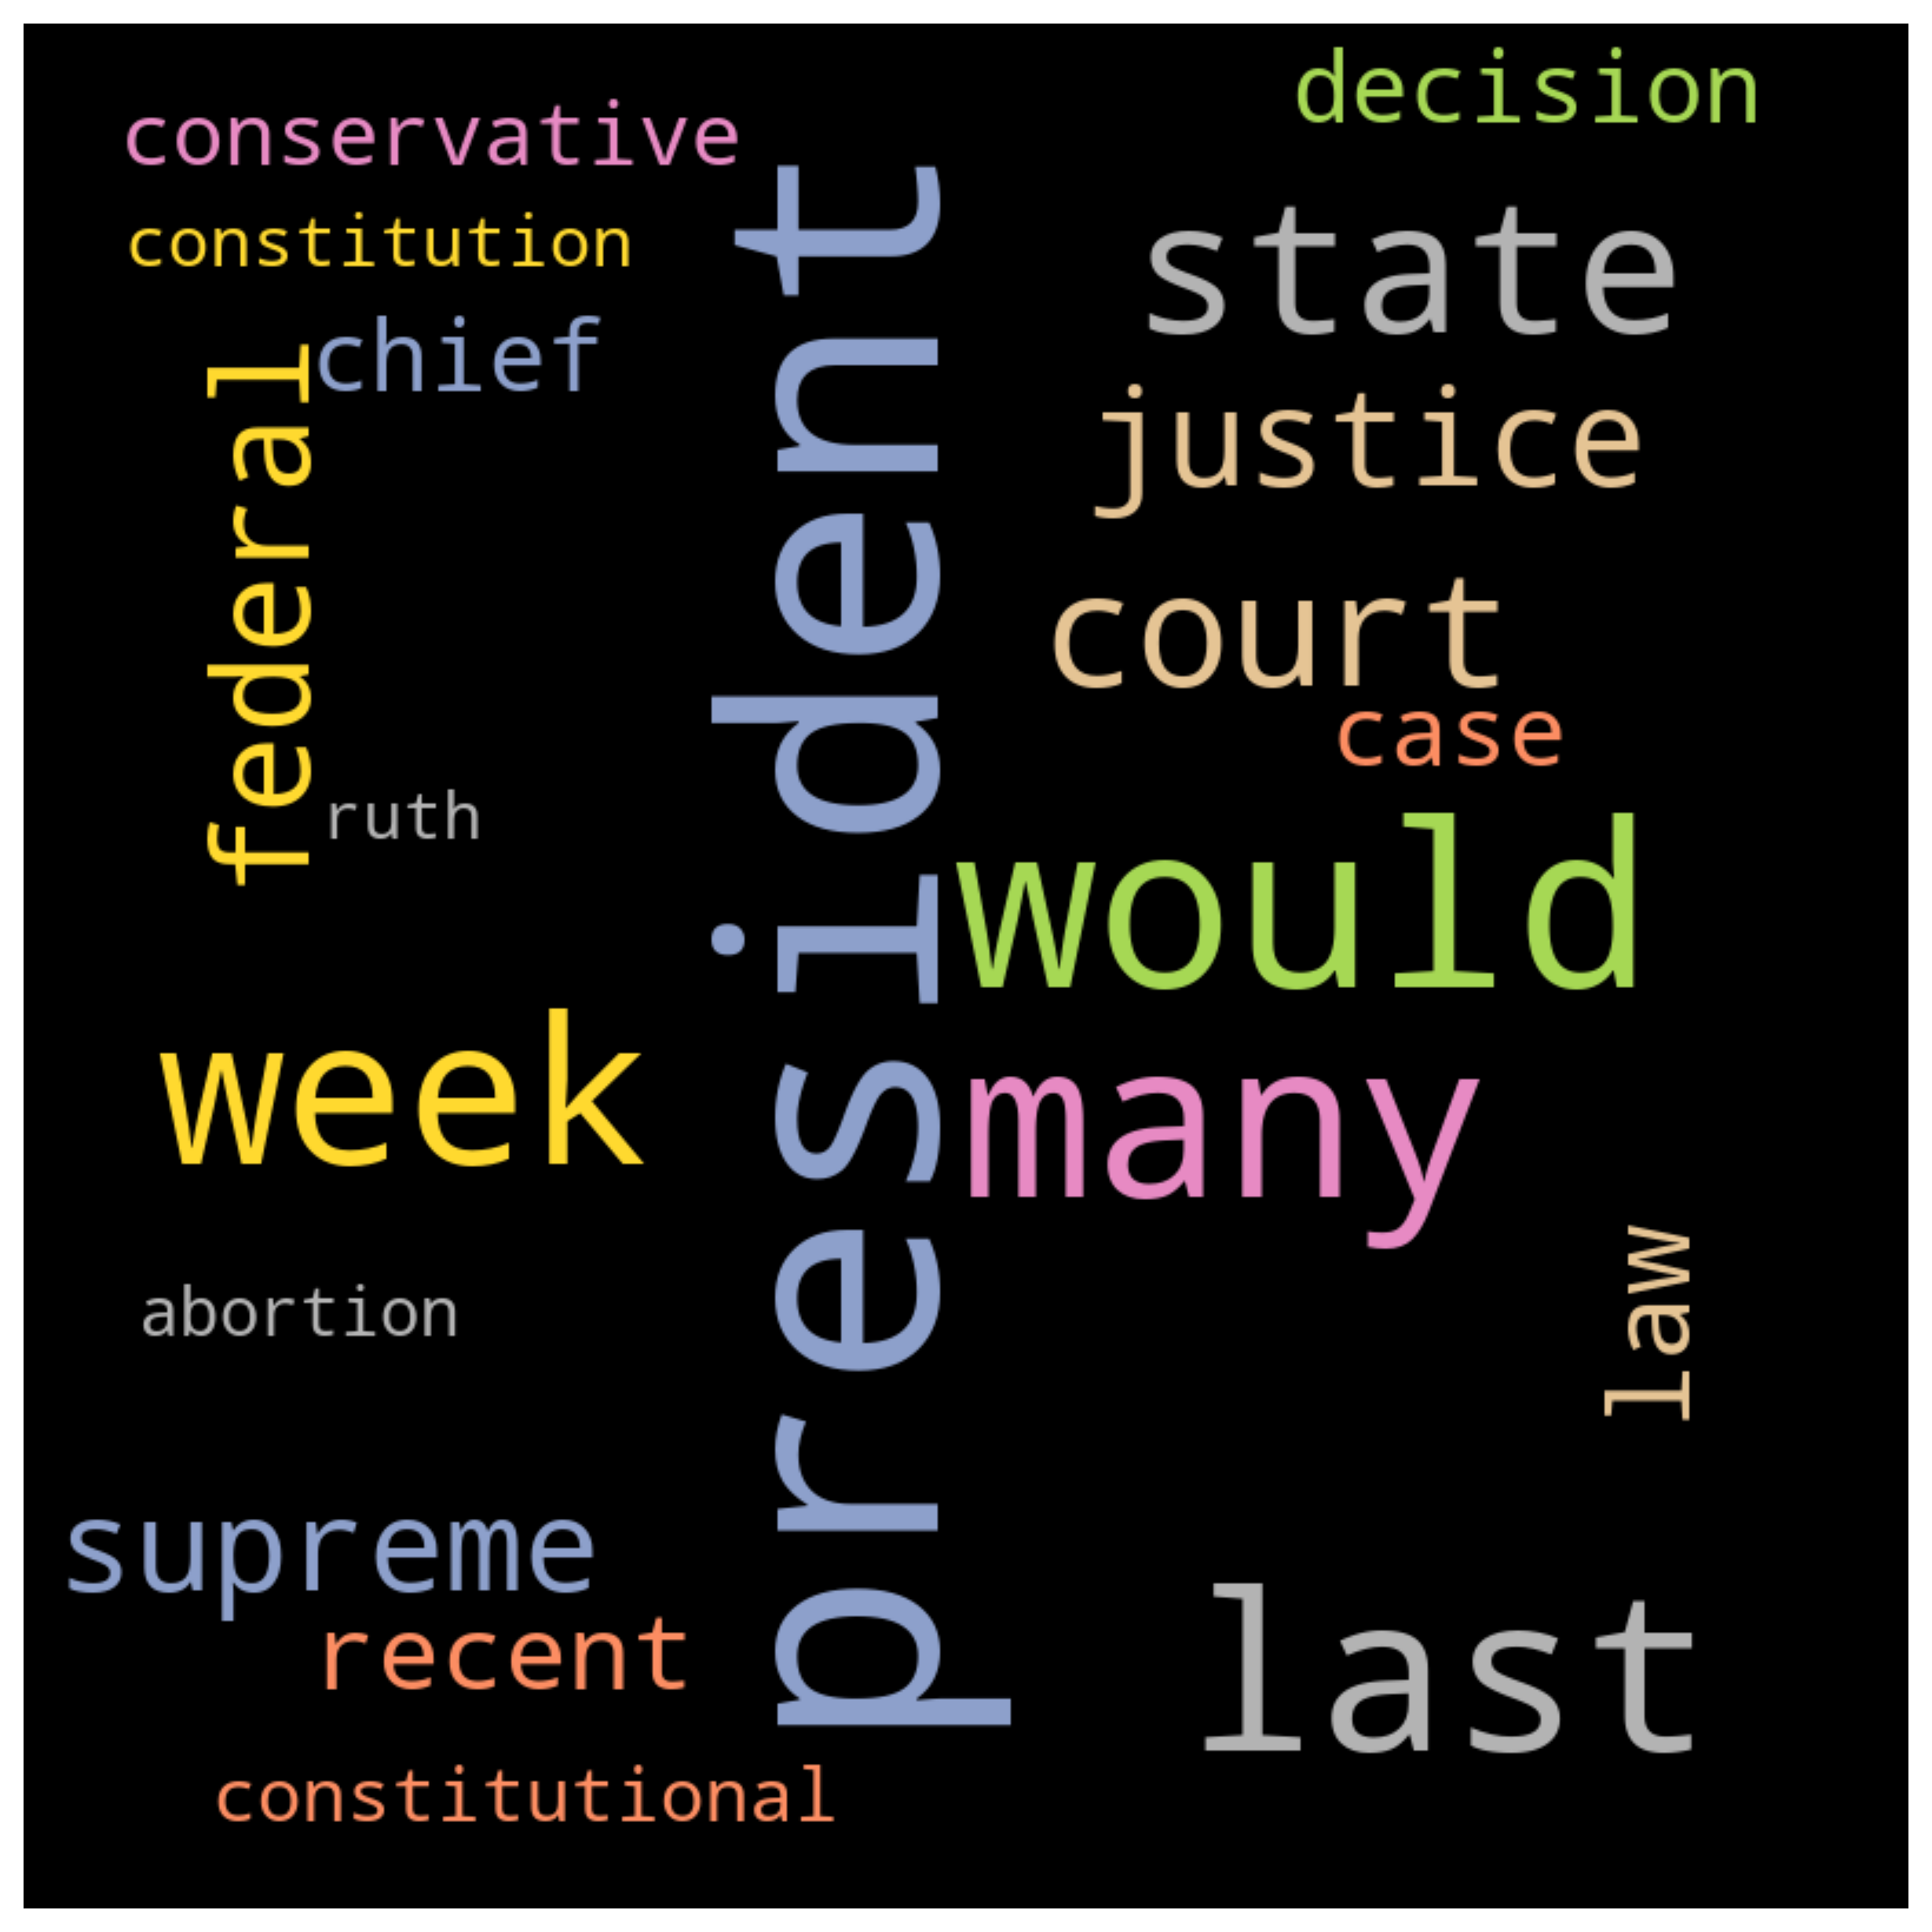 decision
conservative
constitution
state
chief
justice
federal
president
court
case
ruth
would
week
many
law
abortion
supreme
last
recent
constitutional